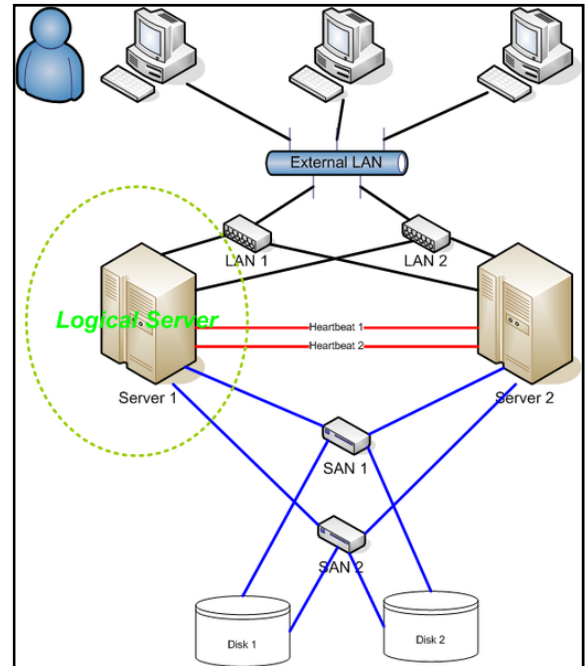 External LAN
LAN 1
LAN 2
Logical Server
Heartbeat 1
Heartbeat 2
Server 1
Server 2
SAN 1
SAN 2
Disk 1
Disk 2